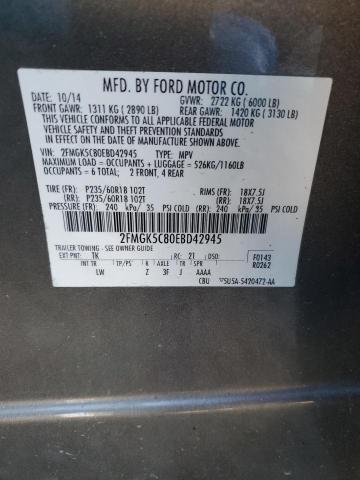 MFD. BY FORD MOTOR CO.
DATE: 10/14 GVWR: 2722 KG (6000 LB)
FRONT GAWR: 1311 KG (2890 LB) REAR GAWR: 1420 KG (3130 LB)
THIS VEHICLE CONFORMS TO ALL APPLICABLE FEDERAL MOTOR
VEHICLE SAFETY AND THEFT PREVENTION STANDARDS IN EFFECT ON
THE DATE OF MANUFACTURE SHOWN ABOVE.
VIN: 2FMGK5C80EBD42945 TYPE: MPV
MAXIMUM LOAD = OCCUPANTS + LUGGAGE = 526KG/1160LB
OCCUPANTS = 6 TOTAL; 2 FRONT, 4 REAR
TIRE (FR): P235/60R18 102T RIMS (FR): 18X7.5J
(RR): P235/60R18 102T (RR): 18X7.5J
PRESSURE (FR): 240 kPa/ 35 PSI COLD (RR): 240 kPa/ 35 PSI COLD
2FMGK5C80EBD42945
TRAILER TOWING - SEE OWNER GUIDE
EXT PNT: TK RC: 21 DSO: F0143
INT TR TP/PS R AXLE TR SPR R0262
LW Z 3F J AAAA
CBU 5U5A-5420472-AA